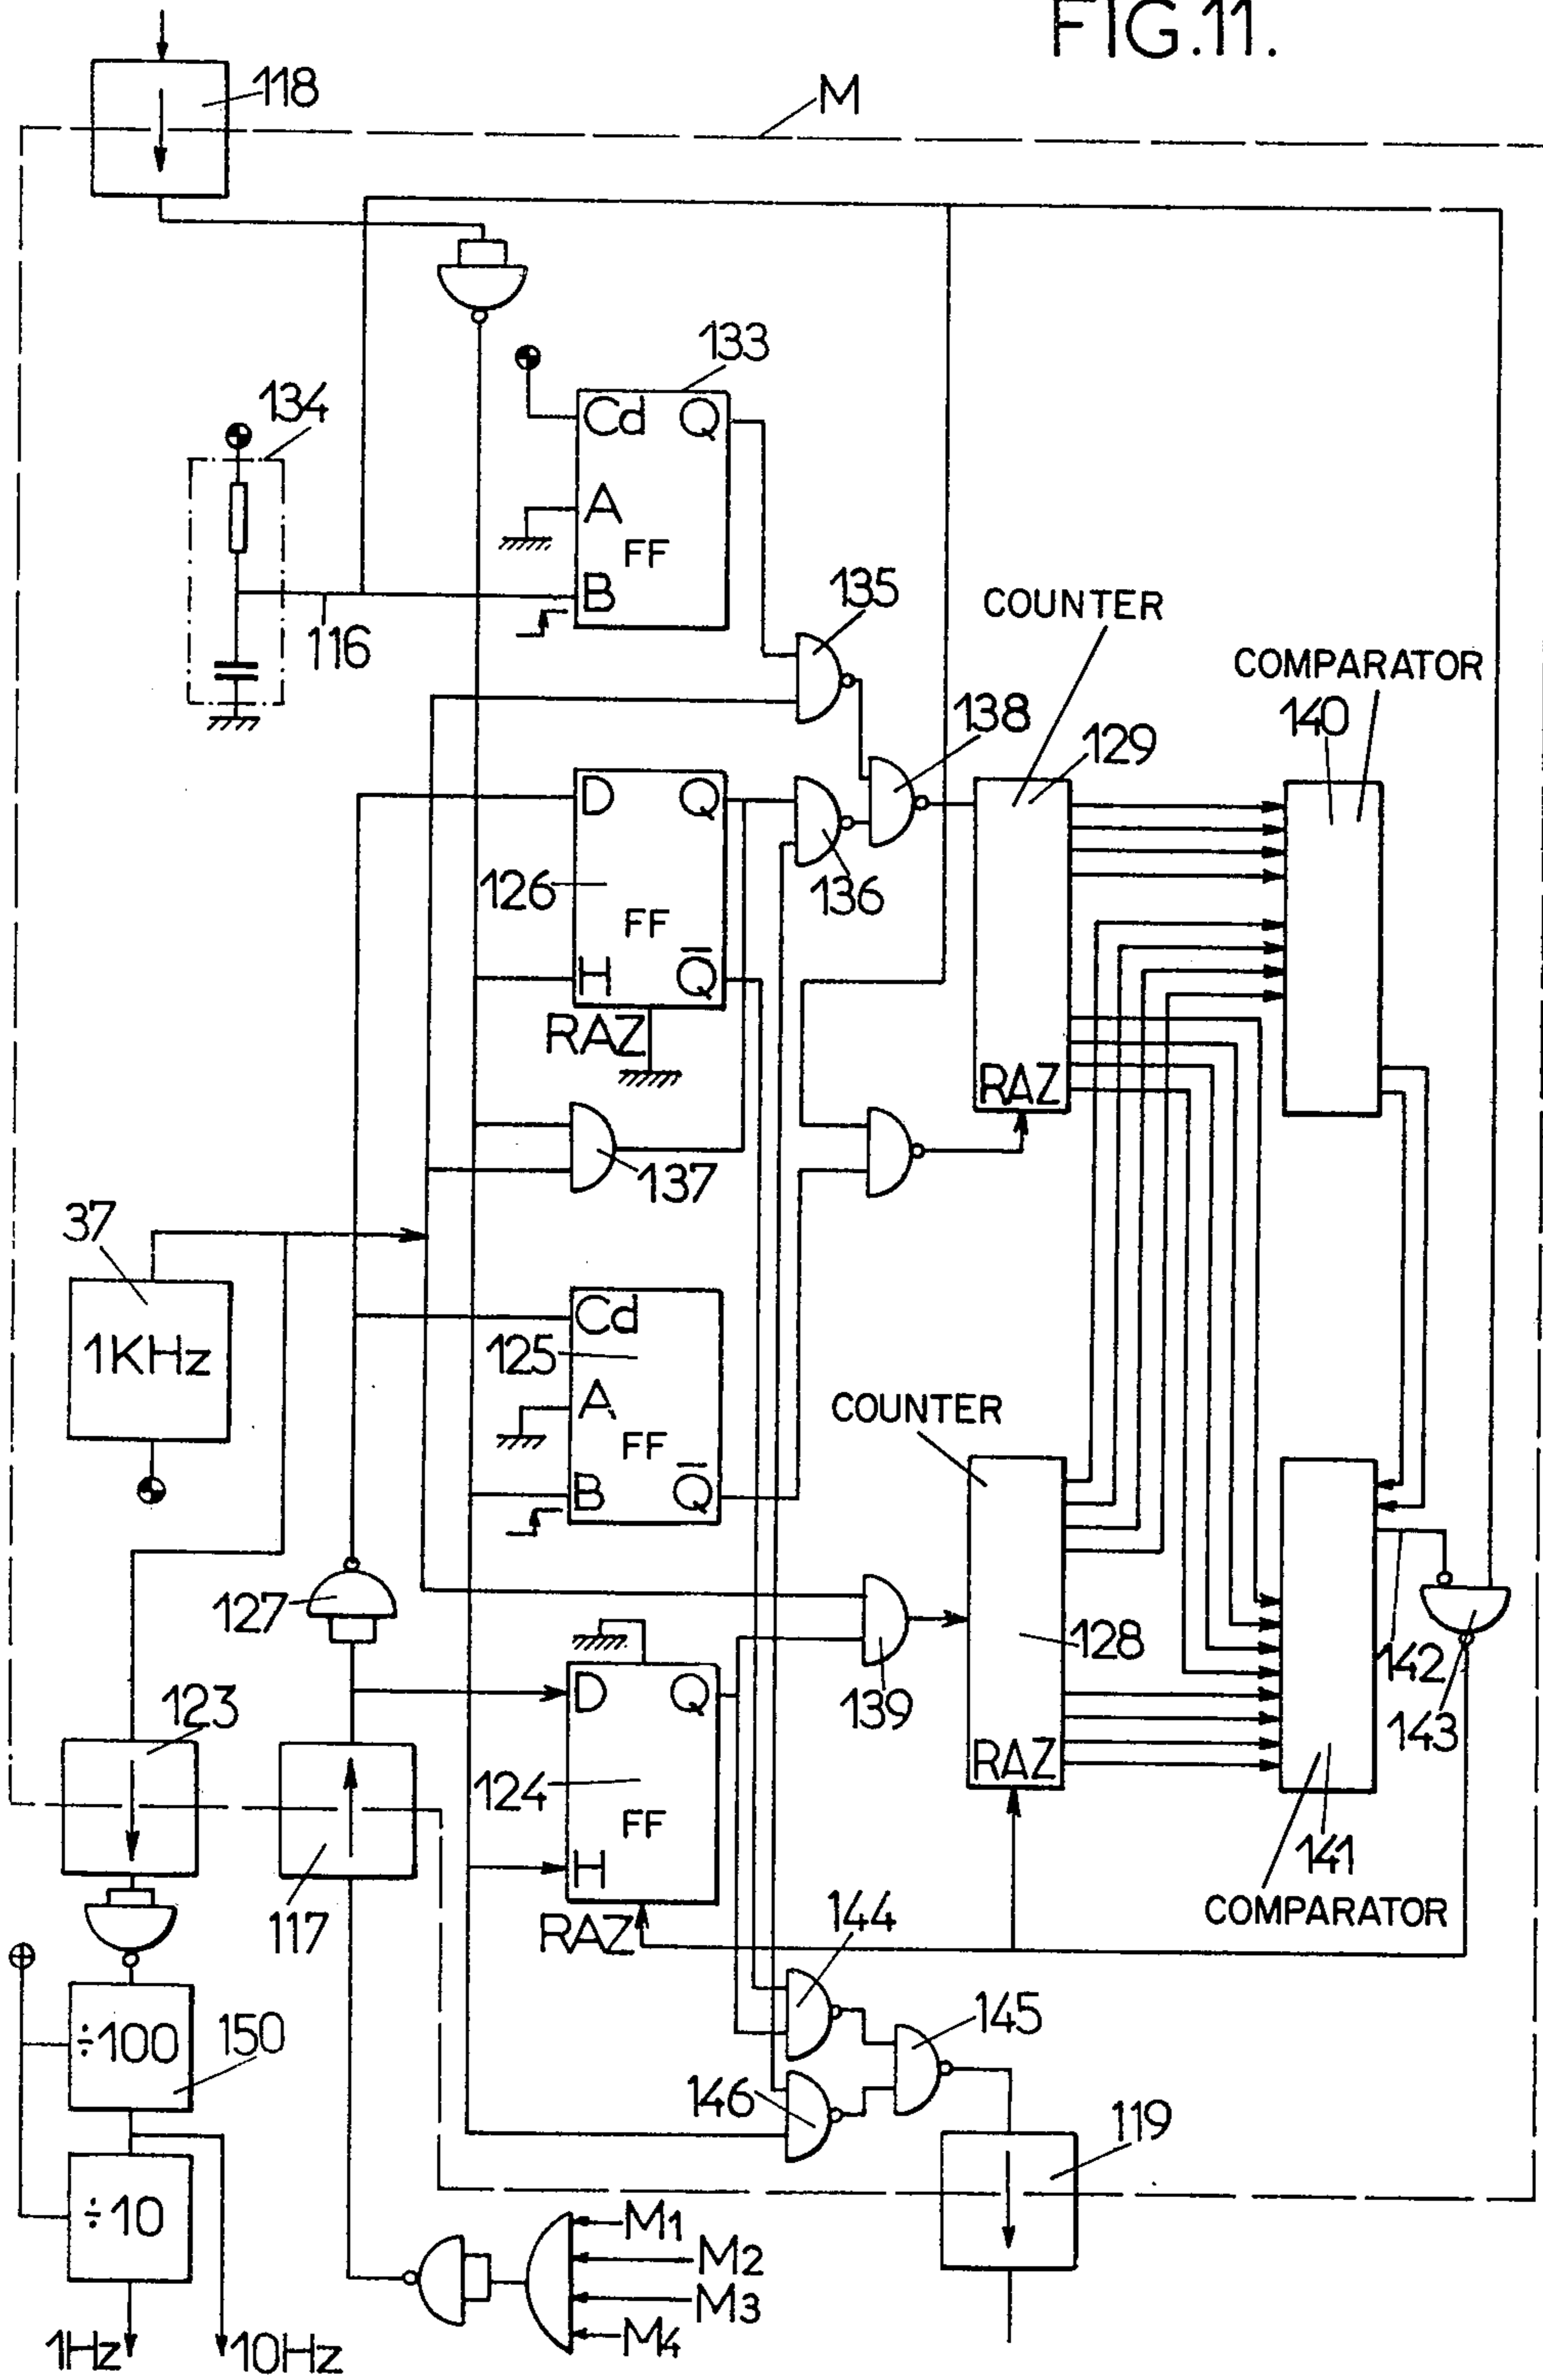 FIG.11.
118
M
133
134
Cd Q
A
FF
B
116
135
COUNTER
COMPARATOR
140
138
129
D Q
126
136
FF
H Q̅
RAZ
RAZ
137
37
1KHz
Cd
125
A
FF
COUNTER
B Q̅
127
128
142
D Q
139
143
123
124
RAZ
FF
141
H
117
144
COMPARATOR
RAZ
÷100
150
145
146
119
÷10
M1
M2
M3
M4
1Hz
10Hz